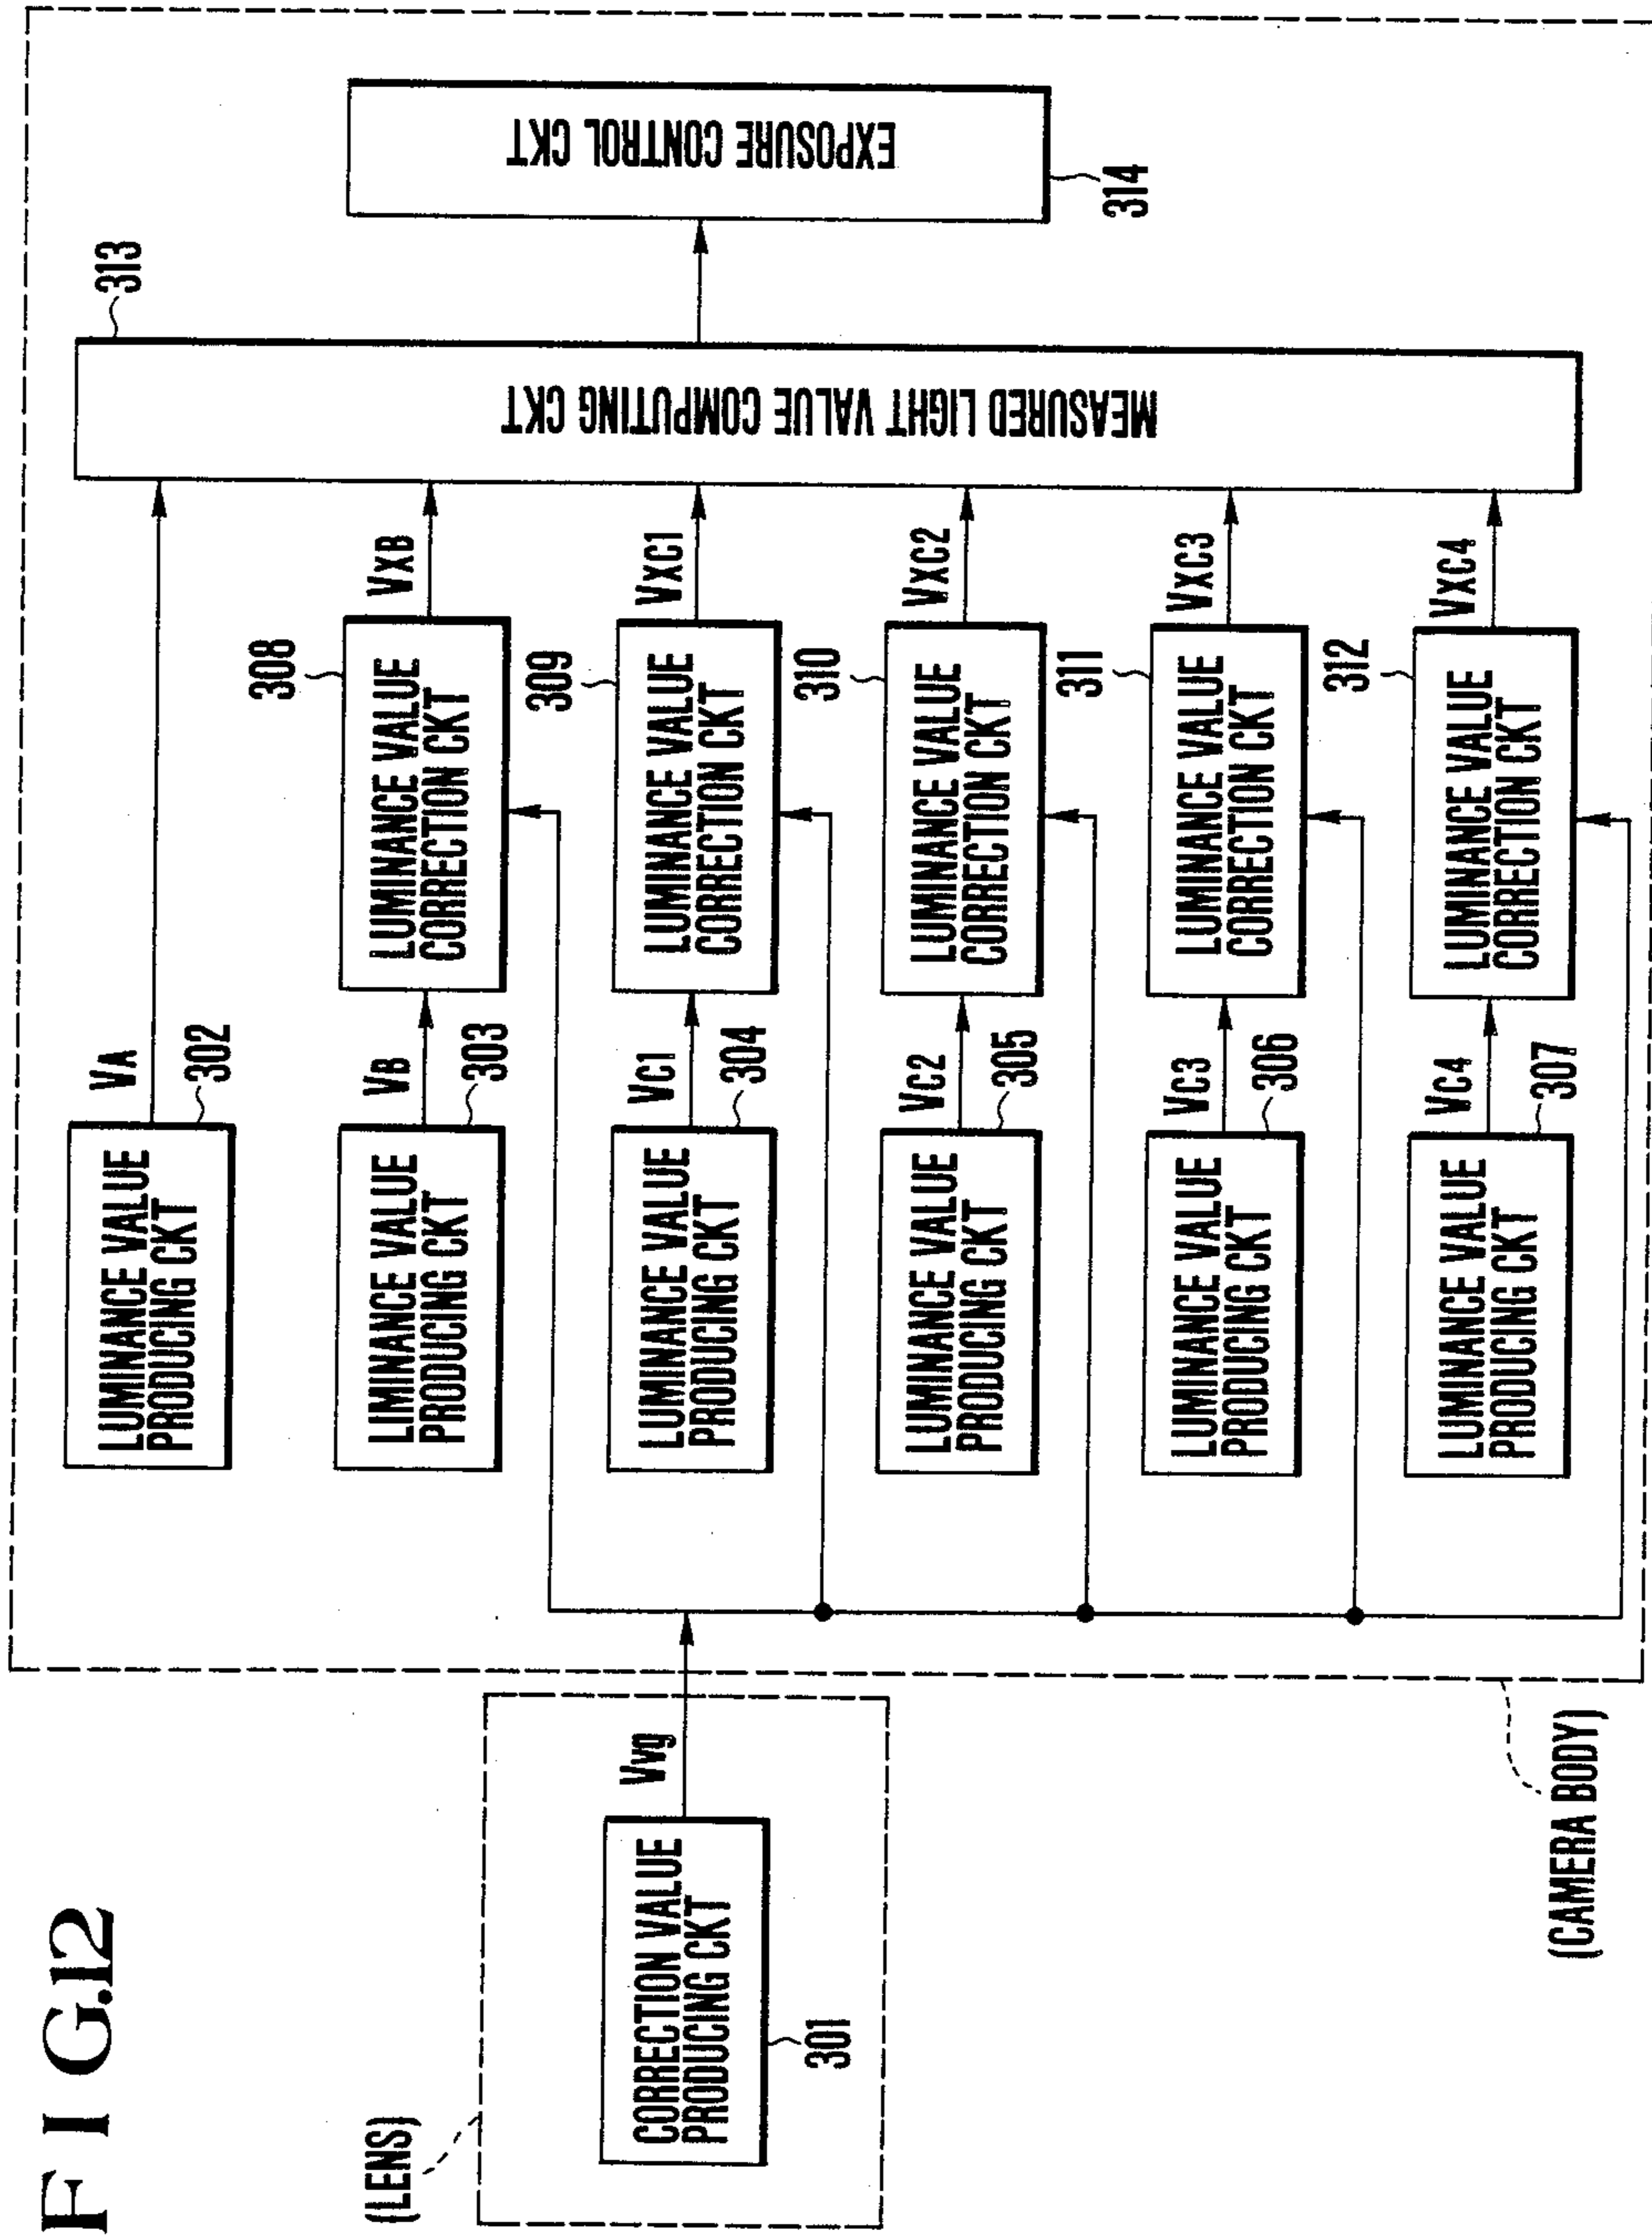 FIG.12
(LENS)
CORRECTION VALUE
PRODUCING CKT
301
Vvg
(CAMERA BODY)
LUMINANCE VALUE
PRODUCING CKT
302
VA
LIMINANCE VALUE
PRODUCING CKT
303
VB
LUMINANCE VALUE
CORRECTION CKT
308
VXB
LUMINANCE VALUE
PRODUCING CKT
304
VC1
LUMINANCE VALUE
CORRECTION CKT
309
VXC1
LUMINANCE VALUE
PRODUCING CKT
305
VC2
LUMINANCE VALUE
CORRECTION CKT
310
VXC2
LUMINANCE VALUE
PRODUCING CKT
306
VC3
LUMINANCE VALUE
CORRECTION CKT
311
VXC3
LUMINANCE VALUE
PRODUCING CKT
307
VC4
LUMINANCE VALUE
CORRECTION CKT
312
VXC4
MEASURED LIGHT VALUE COMPUTING CKT
313
EXPOSURE CONTROL CKT
314